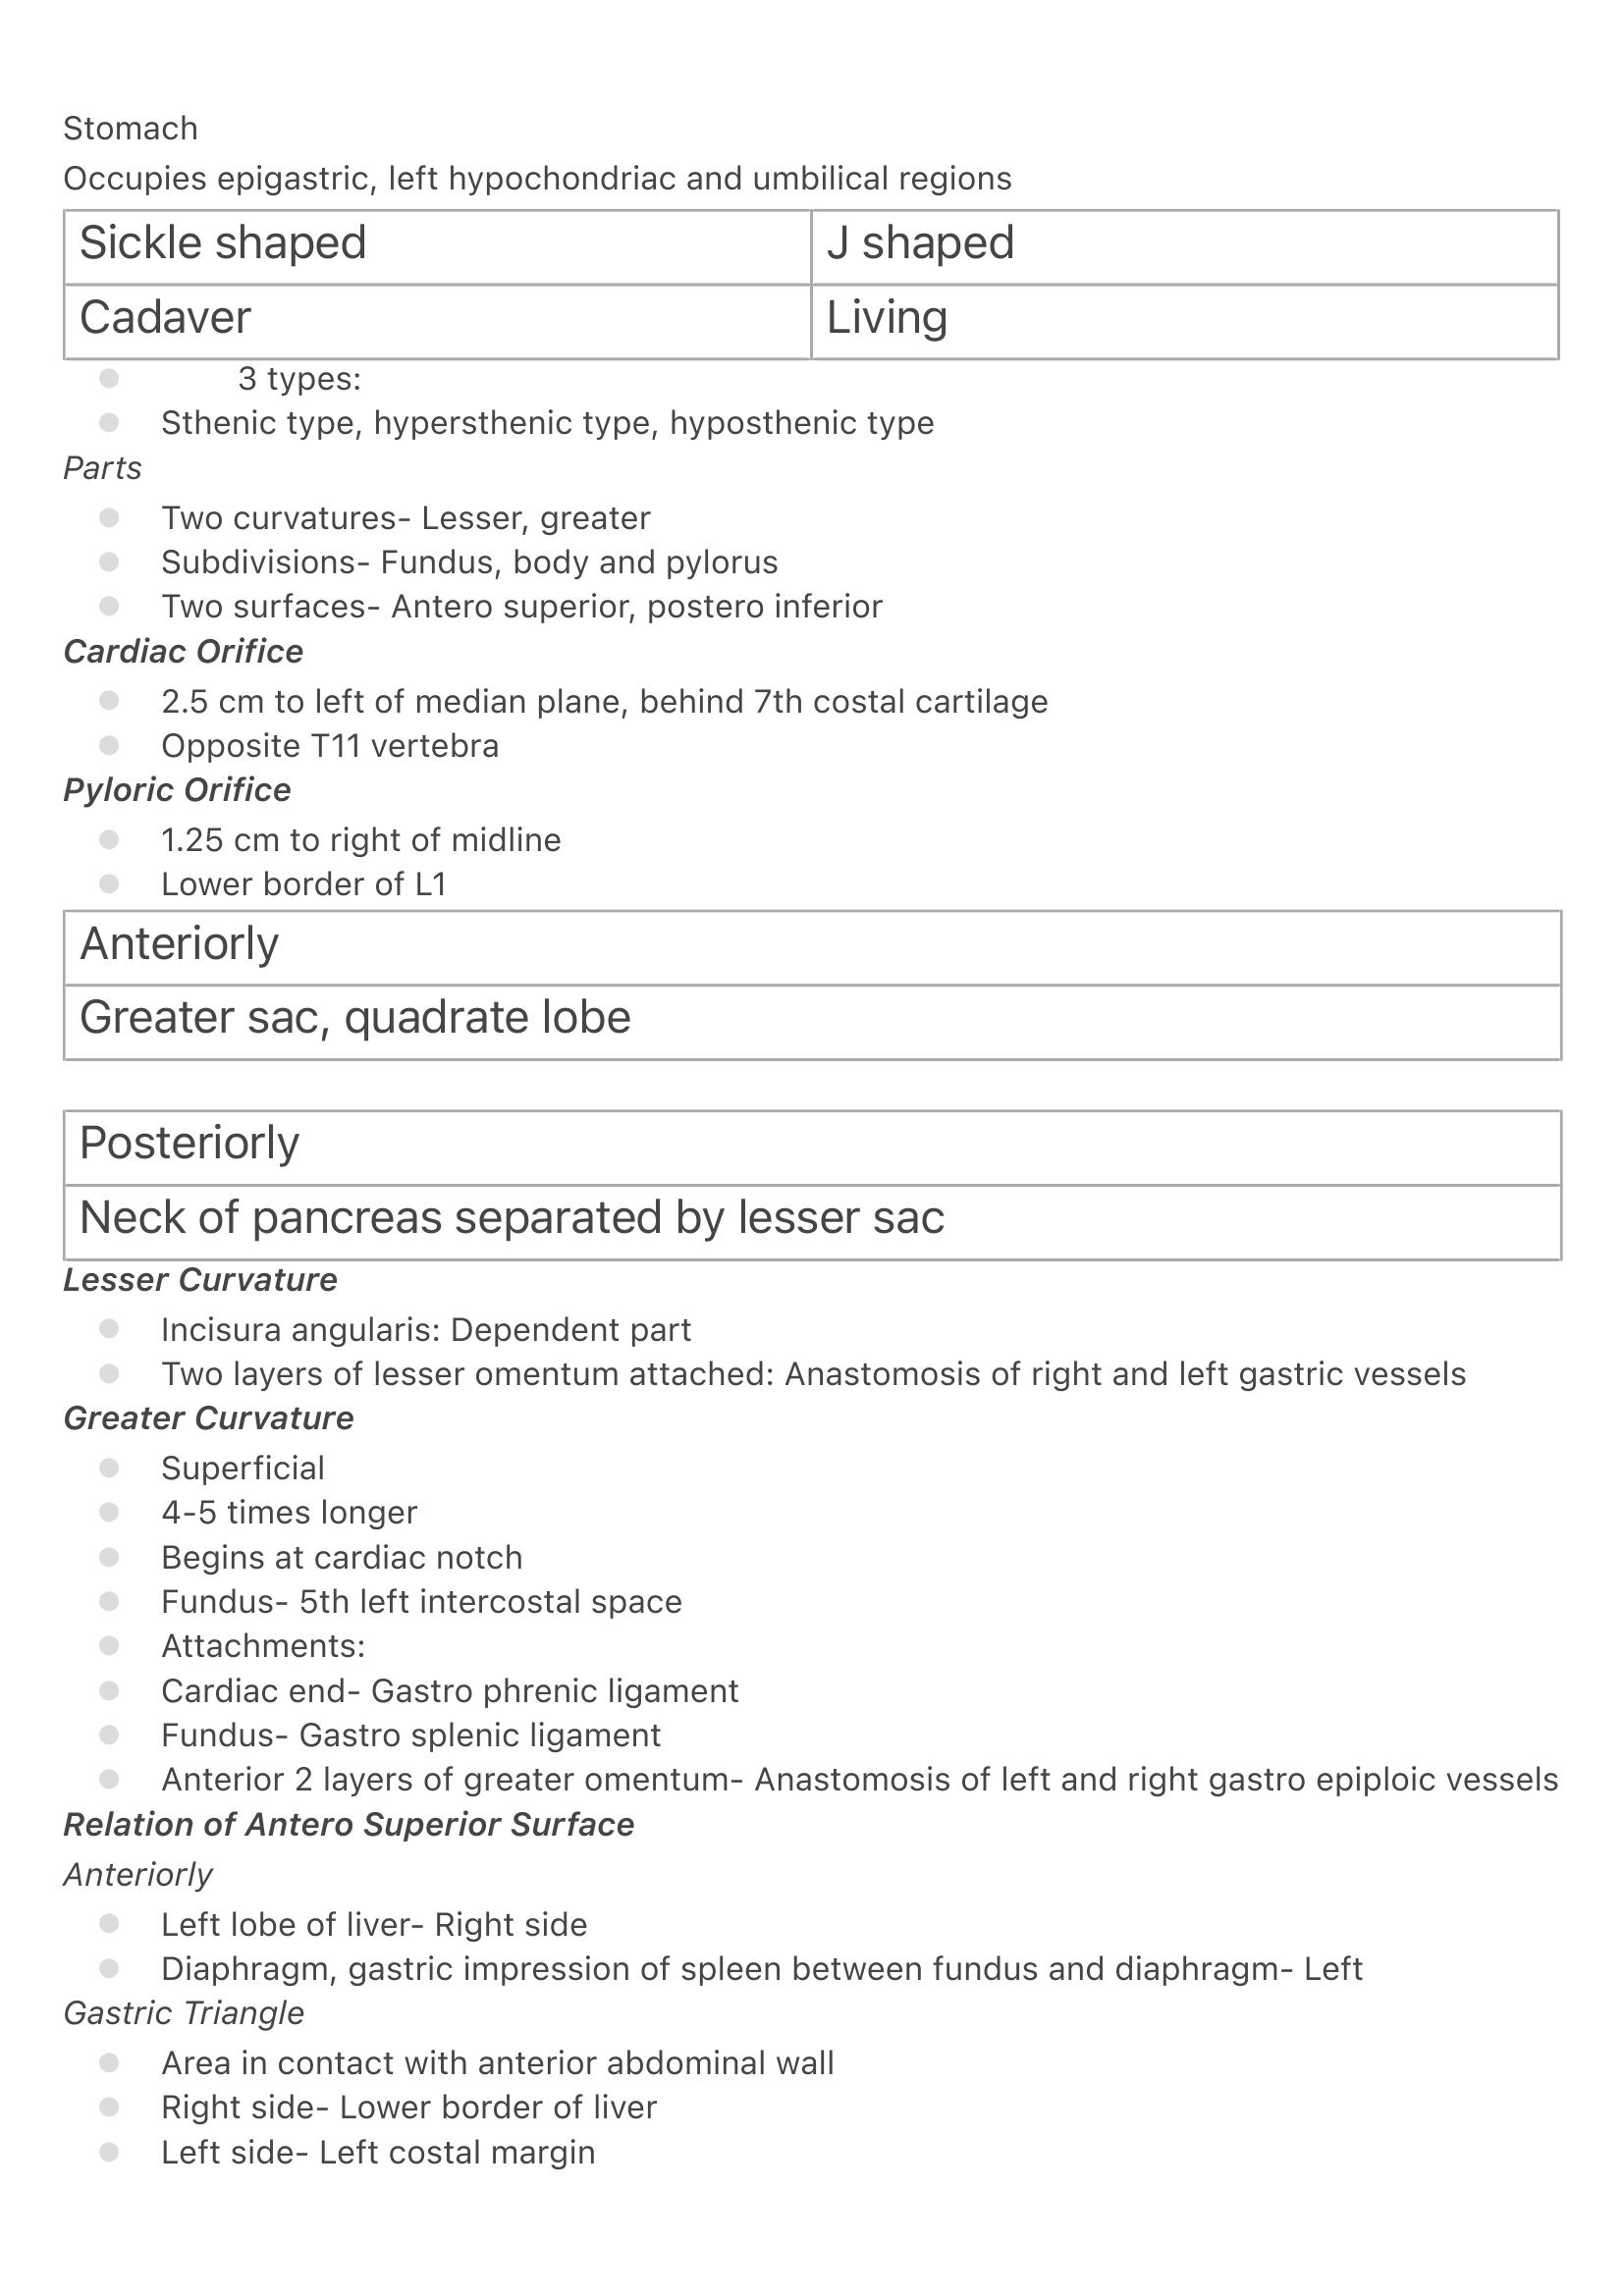 Stomach
Occupies epigastric, left hypochondriac and umbilical regions
Sickle shaped
J shaped
Cadaver
Living
3 types:
Sthenic type, hypersthenic type, hyposthenic type
Parts
Two curvatures- Lesser, greater
Subdivisions- Fundus, body and pylorus
Two surfaces- Antero superior, postero inferior
Cardiac Orifice
2.5 cm to left of median plane, behind 7th costal cartilage
Opposite T11 vertebra
Pyloric Orifice
1.25 cm to right of midline
Lower border of L1
Anteriorly
Greater sac, quadrate lobe
Posteriorly
Neck of pancreas separated by lesser sac
Lesser Curvature
Incisura angularis: Dependent part
Two layers of lesser omentum attached: Anastomosis of right and left gastric vessels
Greater Curvature
Superficial
4-5 times longer
Begins at cardiac notch
Fundus- 5th left intercostal space
Attachments:
Cardiac end- Gastro phrenic ligament
Fundus- Gastro splenic ligament
Anterior 2 layers of greater omentum- Anastomosis of left and right gastro epiploic vessels
Relation of Antero Superior Surface
Anteriorly
Left lobe of liver- Right side
Diaphragm, gastric impression of spleen between fundus and diaphragm- Left
Gastric Triangle
Area in contact with anterior abdominal wall
Right side- Lower border of liver
Left side- Left costal margin